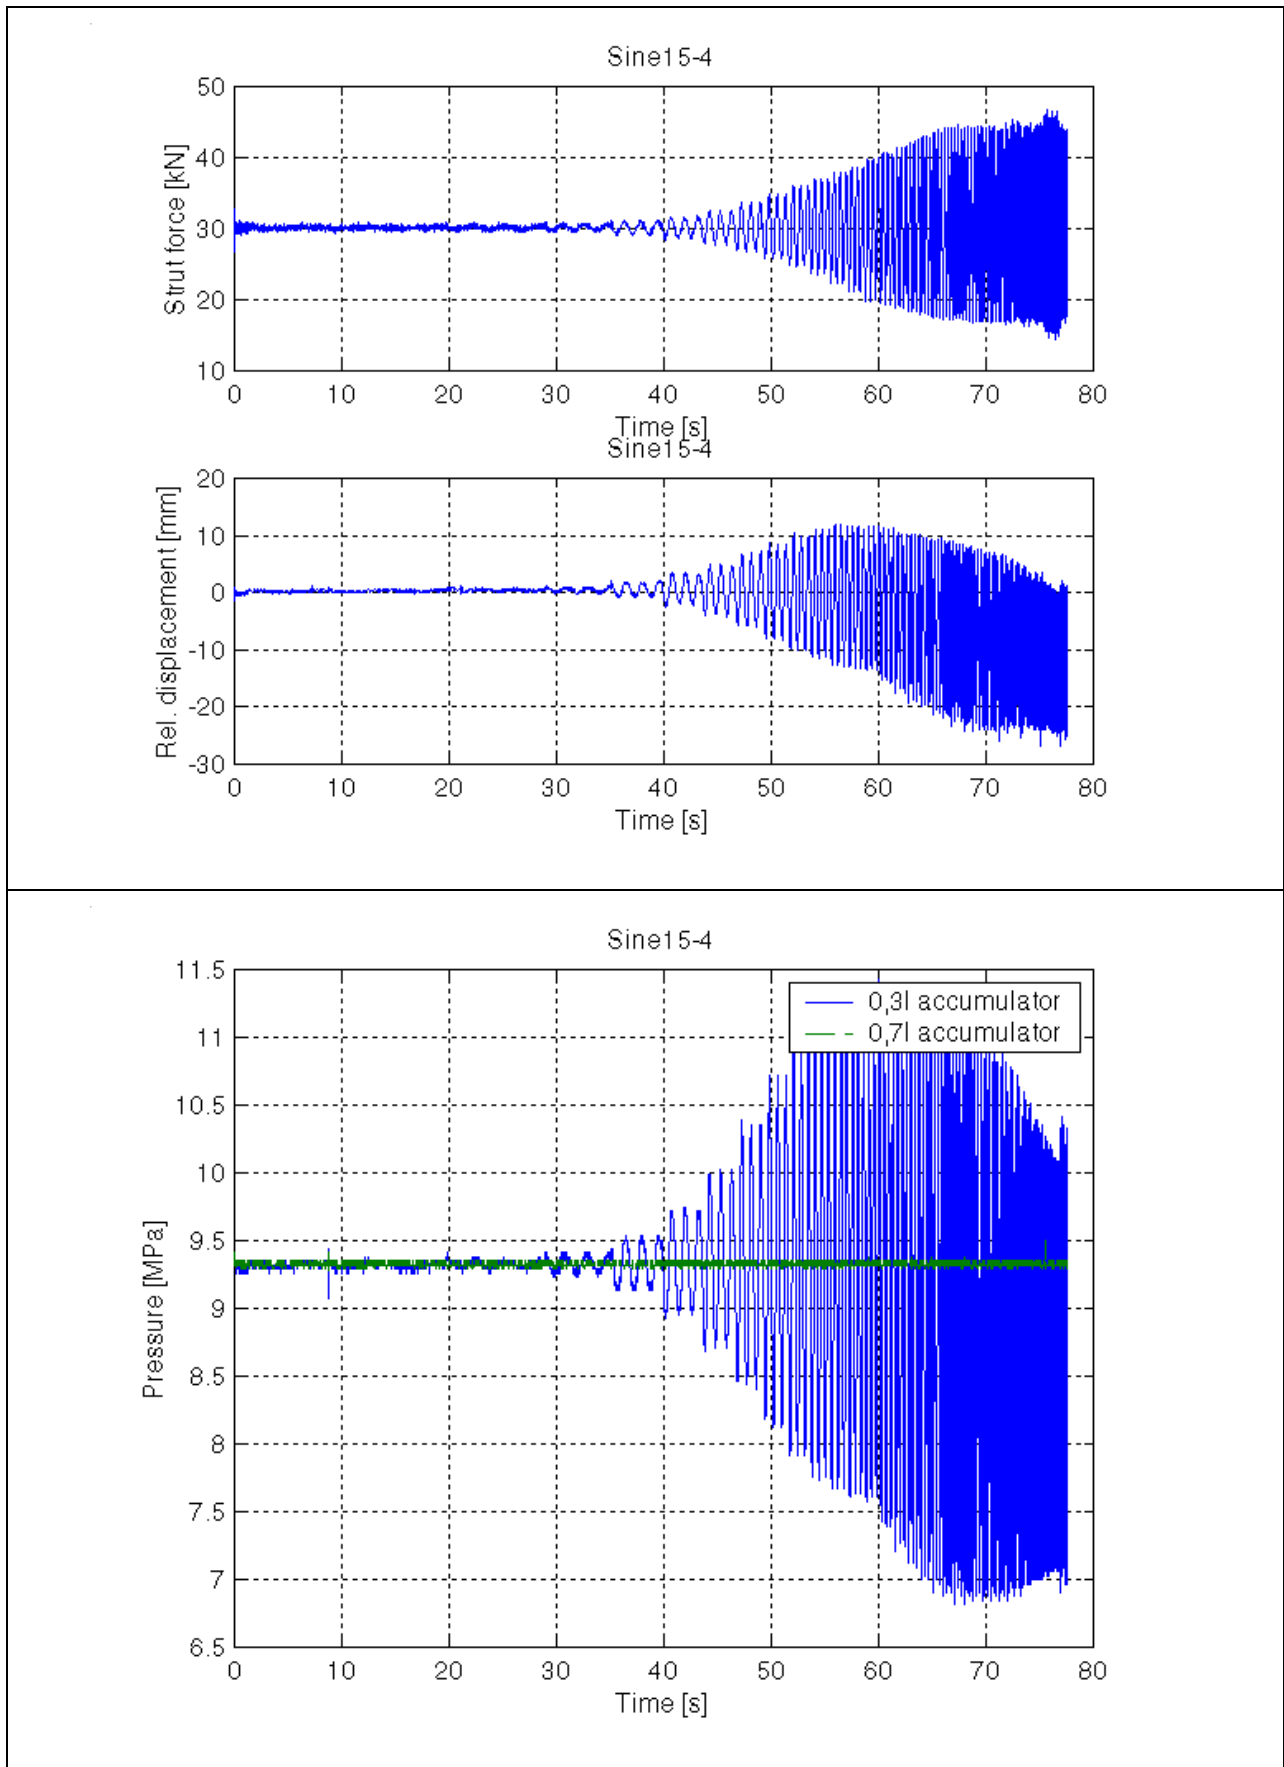 Sine15-4
50
40
30
20
10
Strut force [kN]
0 10 20 30 40 50 60 70 80
Time [s]
Sine15-4
20
10
0
-10
-20
-30
Rel. displacement [mm]
0 10 20 30 40 50 60 70 80
Time [s]
Sine15-4
11.5
11
10.5
10
9.5
9
8.5
8
7.5
7
6.5
Pressure [MPa]
0,3l accumulator
0,7l accumulator
0 10 20 30 40 50 60 70 80
Time [s]